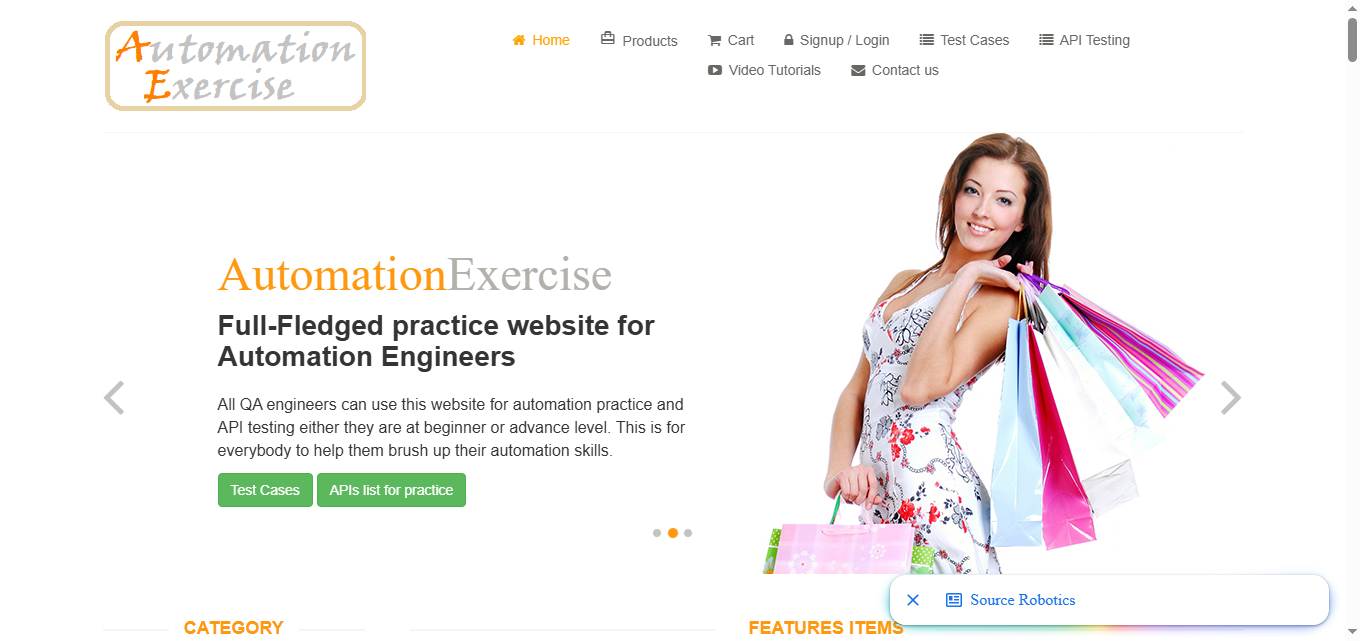 Automation
Exercise
Home Products Cart Signup / Login Test Cases API Testing
Video Tutorials Contact us
AutomationExercise
Full-Fledged practice website for
Automation Engineers
All QA engineers can use this website for automation practice and
API testing either they are at beginner or advance level. This is for
everybody to help them brush up their automation skills.
Test Cases APIs list for practice
Source Robotics
CATEGORY FEATURES ITEMS